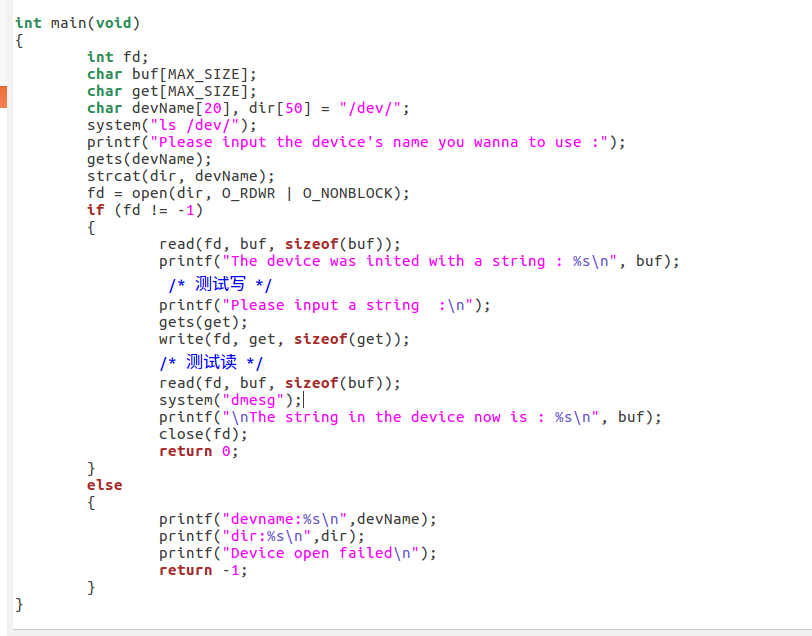 int main(void)
{
        int fd;
        char buf[MAX_SIZE];
        char get[MAX_SIZE];
        char devName[20], dir[50] = "/dev/";
        system("ls /dev/");
        printf("Please input the device's name you wanna to use :");
        gets(devName);
        strcat(dir, devName);
        fd = open(dir, O_RDWR | O_NONBLOCK);
        if (fd != -1)
        {
                read(fd, buf, sizeof(buf));
                printf("The device was inited with a string : %s\n", buf);
                 /* 测试写 */
                printf("Please input a string  :\n");
                gets(get);
                write(fd, get, sizeof(get));
                /* 测试读 */
                read(fd, buf, sizeof(buf));
                system("dmesg");
                printf("\nThe string in the device now is : %s\n", buf);
                close(fd);
                return 0;
        }
        else
        {
                printf("devname:%s\n",devName);
                printf("dir:%s\n",dir);
                printf("Device open failed\n");
                return -1;
        }
}